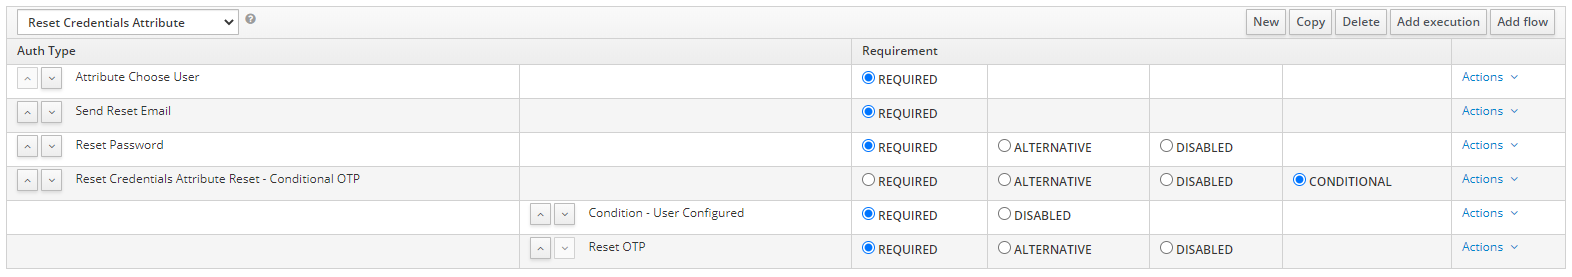 Reset Credentials Attribute New Copy Delete Add execution Add flow
Auth Type Requirement
Attribute Choose User REQUIRED Actions
Send Reset Email REQUIRED Actions
Reset Password REQUIRED ALTERNATIVE DISABLED Actions
Reset Credentials Attribute Reset - Conditional OTP REQUIRED ALTERNATIVE DISABLED CONDITIONAL Actions
Condition - User Configured REQUIRED DISABLED Actions
Reset OTP REQUIRED ALTERNATIVE DISABLED Actions